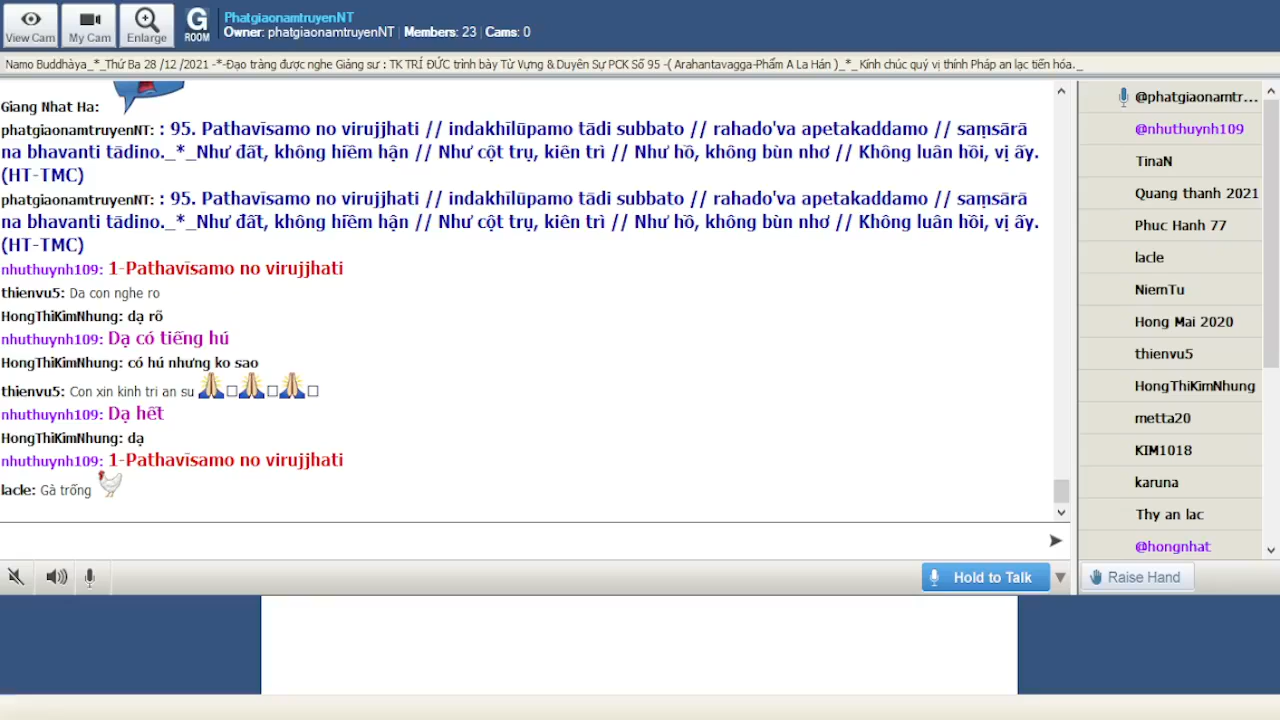 View Cam
My Cam
Enlarge
G
ROOM
PhatgiaonamtruyenNT
Owner: phatgiaonamtruyenNT | Members: 23 | Cams: 0
Namo Buddhàya_*_Thứ Ba 28 /12 /2021 -*-Đạo tràng được nghe Giảng sư : TK TRÍ ĐỨC trình bày Từ Vựng & Duyên Sự PCK Số 95 -( Arahantavagga-Phẩm A La Hán )_*_ Kính chúc quý vị thính Pháp an lạc tiến hóa._
Giang Nhat Ha:
phatgiaonamtruyenNT: : 95. Pathavīsamo no virujjhati // indakhīlūpamo tādi subbato // rahado'va apetakaddamo // saṃsārā
na bhavanti tādino._*_Như đất, không hiềm hận // Như cột trụ, kiên trì // Như hồ, không bùn nhơ // Không luân hồi, vị ấy.
(HT-TMC)
phatgiaonamtruyenNT: : 95. Pathavīsamo no virujjhati // indakhīlūpamo tādi subbato // rahado'va apetakaddamo // saṃsārā
na bhavanti tādino._*_Như đất, không hiềm hận // Như cột trụ, kiên trì // Như hồ, không bùn nhơ // Không luân hồi, vị ấy.
(HT-TMC)
nhuthuynh109: 1-Pathavīsamo no virujjhati
thienvu5: Da con nghe ro
HongThiKimNhung: dạ rõ
nhuthuynh109: Dạ có tiếng hú
HongThiKimNhung: có hú nhưng ko sao
thienvu5: Con xin kinh tri an su 🙏□🙏□🙏□
nhuthuynh109: Dạ hết
HongThiKimNhung: dạ
nhuthuynh109: 1-Pathavīsamo no virujjhati
lacle: Gà trống 🐓
@phatgiaonamtr...
@nhuthuynh109
TinaN
Quang thanh 2021
Phuc Hanh 77
lacle
NiemTu
Hong Mai 2020
thienvu5
HongThiKimNhung
metta20
KIM1018
karuna
Thy an lac
@hongnhat
Hold to Talk
Raise Hand